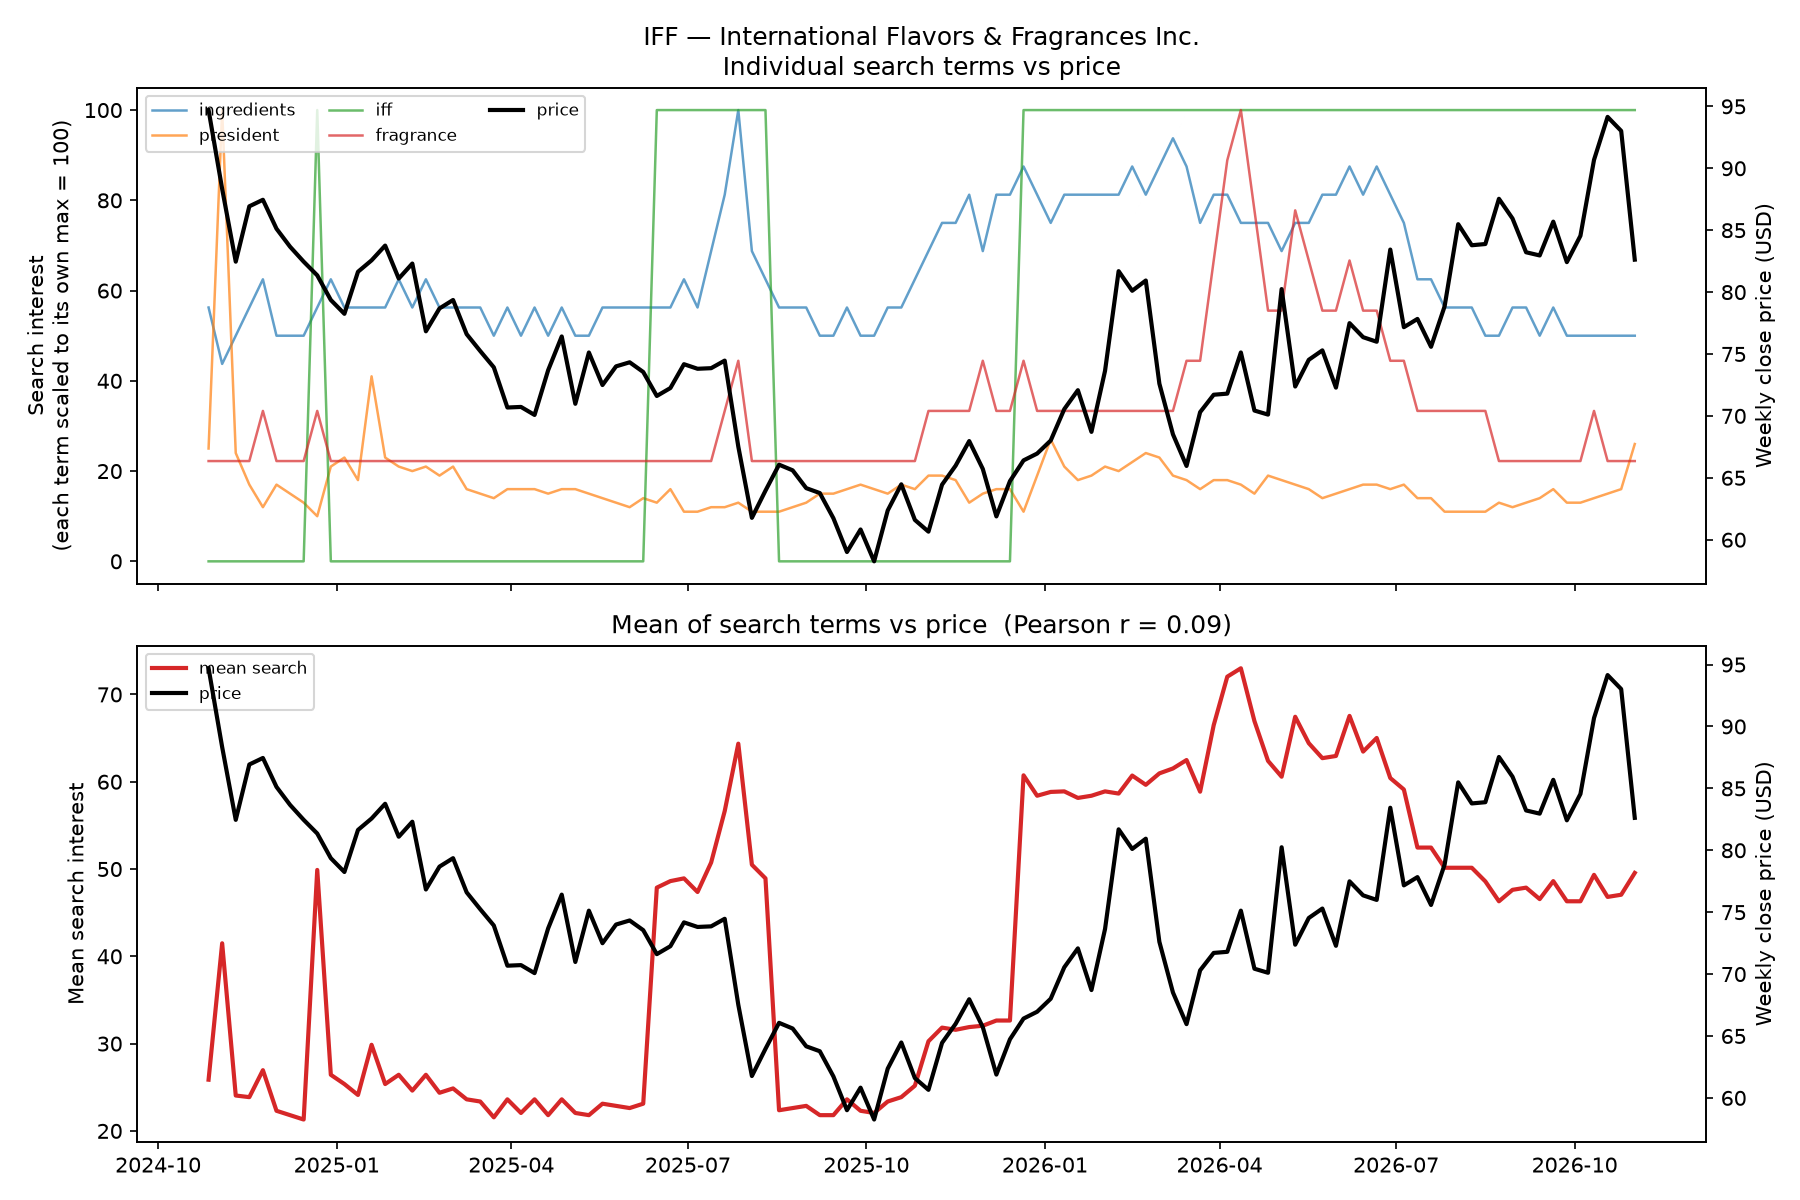 IFF — International Flavors & Fragrances Inc.
Individual search terms vs price
ingredients
president
iff
fragrance
price
Search interest
(each term scaled to its own max = 100)
100
80
60
40
20
0
Weekly close price (USD)
95
90
85
80
75
70
65
60
Mean of search terms vs price (Pearson r = 0.09)
mean search
price
Mean search interest
70
60
50
40
30
20
Weekly close price (USD)
95
90
85
80
75
70
65
60
2024-10
2025-01
2025-04
2025-07
2025-10
2026-01
2026-04
2026-07
2026-10